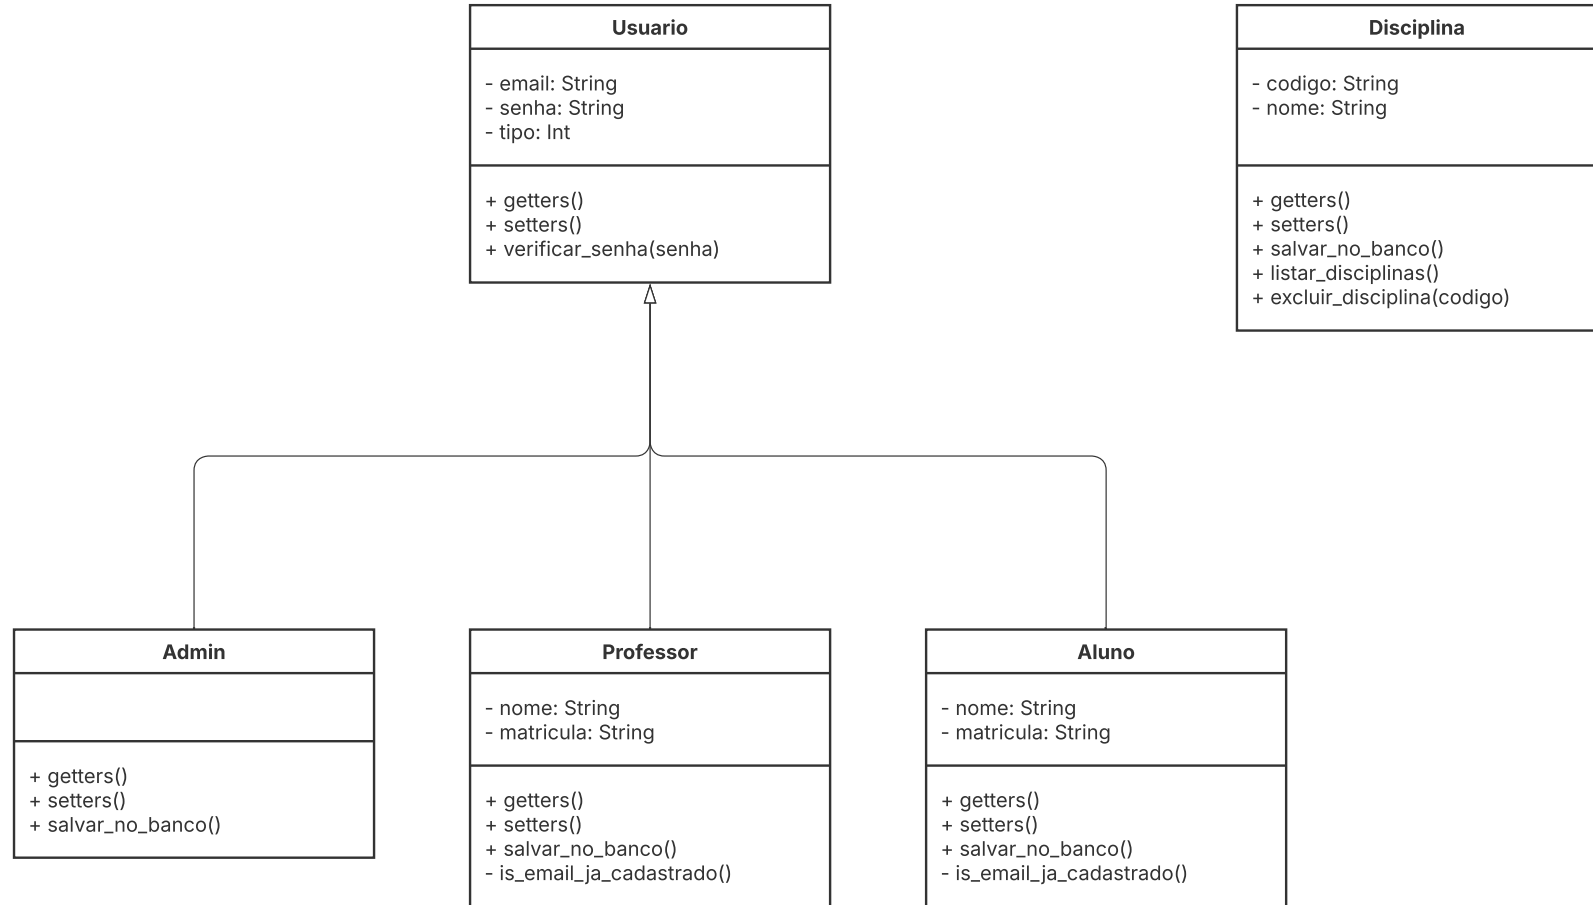 Usuario
- email: String
- senha: String
- tipo: Int
+ getters()
+ setters()
+ verificar_senha(senha)
Disciplina
- codigo: String
- nome: String
+ getters()
+ setters()
+ salvar_no_banco()
+ listar_disciplinas()
+ excluir_disciplina(codigo)
Admin
+ getters()
+ setters()
+ salvar_no_banco()
Professor
- nome: String
- matricula: String
+ getters()
+ setters()
+ salvar_no_banco()
- is_email_ja_cadastrado()
Aluno
- nome: String
- matricula: String
+ getters()
+ setters()
+ salvar_no_banco()
- is_email_ja_cadastrado()